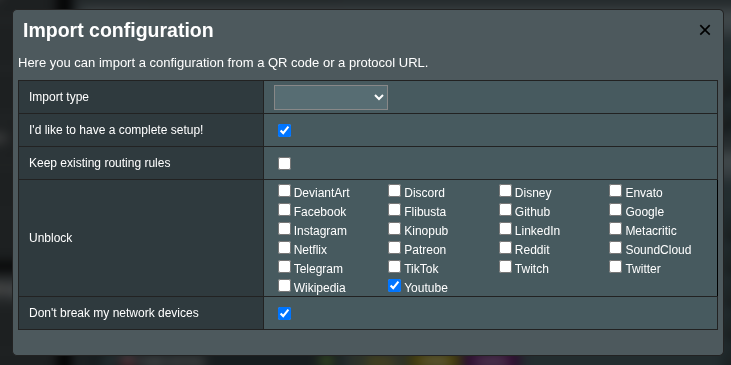 Import configuration
Here you can import a configuration from a QR code or a protocol URL.
Import type
I'd like to have a complete setup!
Keep existing routing rules
Unblock
DeviantArt Discord Disney Envato
Facebook Flibusta Github Google
Instagram Kinopub LinkedIn Metacritic
Netflix Patreon Reddit SoundCloud
Telegram TikTok Twitch Twitter
Wikipedia Youtube
Don't break my network devices